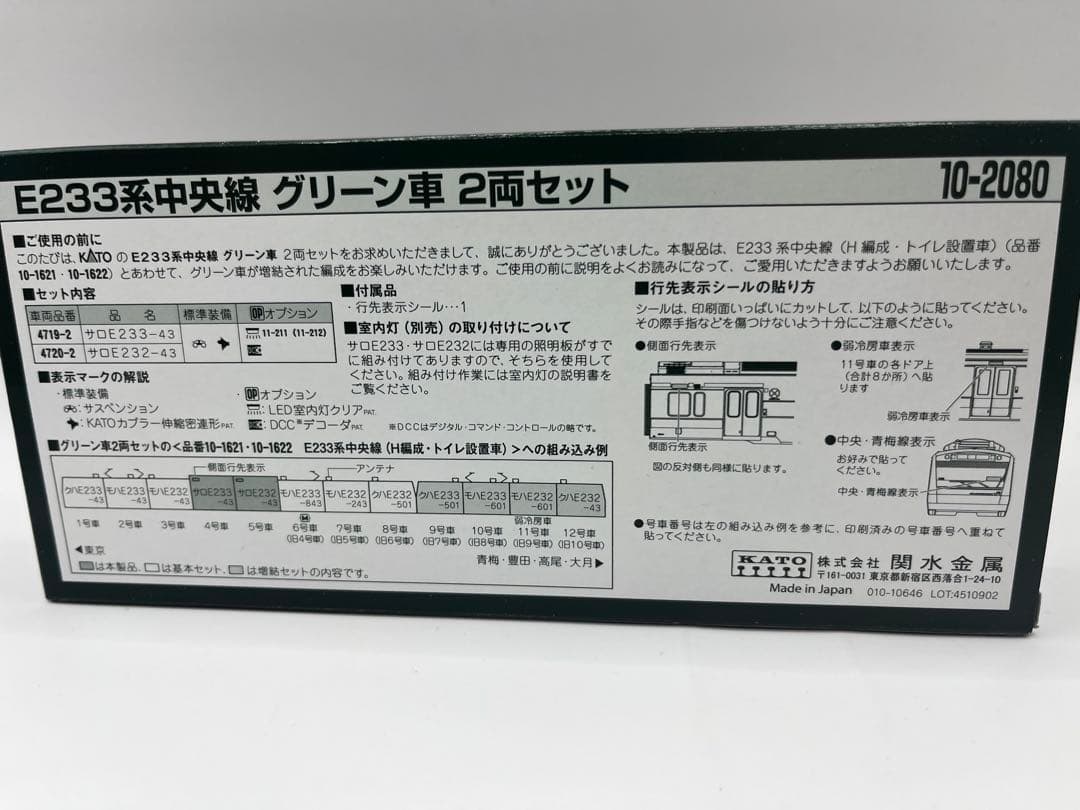 E233系中央線 グリーン車 2両セット
10-2080
■ご使用の前に
このたびは、KATOのE233系中央線 グリーン車 2両セットをお求めいただきまして、誠にありがとうございました。本製品は、E233系中央線（H編成・トイレ設置車）（品番
10-1621・10-1622）とあわせて、グリーン車が増結された編成をお楽しみいただけます。ご使用の前に説明をよくお読みになって、ご愛用いただきますようお願いいたします。
■セット内容
車両品番 品 名 標準装備 OPオプション
4719-2 サロE233-43 11-211 (11-212)
4720-2 サロE232-43
■表示マークの解説
・標準装備 ・OPオプション
:サスペンション :LED室内灯クリアPAT.
:KATOカプラー伸縮密連形PAT. :DCC※デコーダPAT. ※DCCはデジタル・コマンド・コントロールの略です。
■付属品
・行先表示シール…1
■室内灯（別売）の取り付けについて
サロE233・サロE232には専用の照明板がすで
に組み付けてありますので、そちらを使用して
ください。組み付け作業には室内灯の説明書を
ご覧ください。
■グリーン車2両セットの＜品番10-1621・10-1622 E233系中央線（H編成・トイレ設置車）＞への組み込み例
側面行先表示 アンテナ
クハE233 モハE233 モハE232 サロE233 サロE232 モハE233 モハE232 クハE232 クハE233 モハE233 モハE232 クハE232
-43 -43 -43 -43 -43 -843 -243 -501 -501 -601 -601 -43
弱冷房車
1号車 2号車 3号車 4号車 5号車 6号車 7号車 8号車 9号車 10号車 11号車 12号車
(旧4号車) (旧5号車) (旧6号車) (旧7号車) (旧8号車) (旧9号車) (旧10号車)
◀東京 青梅・豊田・高尾・大月▶
は本製品、は基本セット、は増結セットの内容です。
■行先表示シールの貼り方
シールは、印刷面いっぱいにカットして、以下のように貼ってください。
その際手指などを傷つけないよう十分にご注意ください。
●側面行先表示
側面行先表示
図の反対側も同様に貼ります。
●弱冷房車表示
11号車の各ドア上
（合計8か所）へ貼
ります
弱冷房車表示
●中央・青梅線表示
お好みで貼って
ください。
中央・青梅線表示
●号車番号は左の組み込み例を参考に、印刷済みの号車番号へ重ねて
貼ってください。
KATO 株式会社 関水金属
〒161-0031 東京都新宿区西落合1-24-10
Made in Japan 010-10646 LOT:4510902